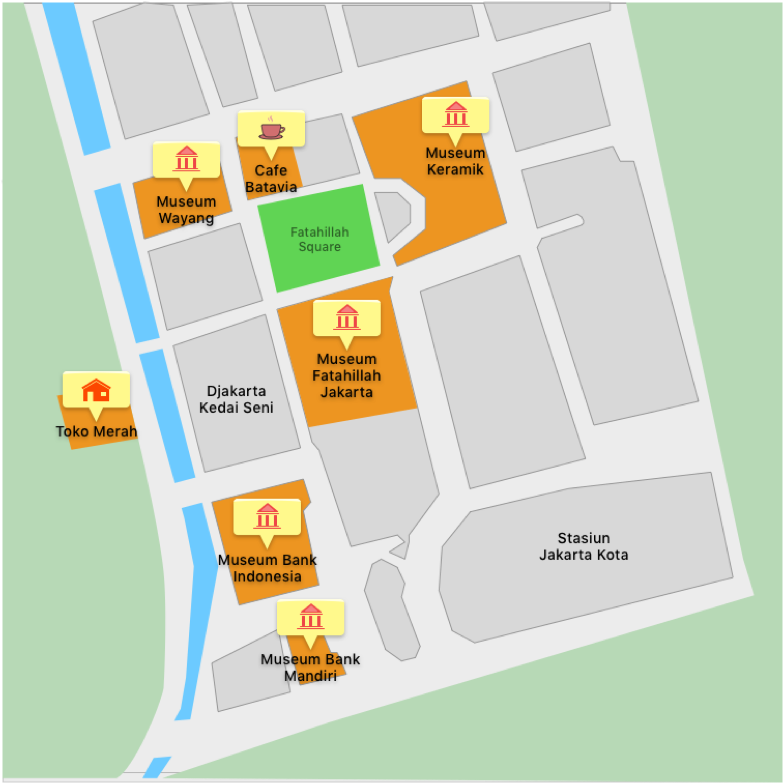 Museum
Keramik
Cafe
Batavia
Museum
Wayang
Fatahillah
Square
Museum
Fatahillah
Jakarta
Djakarta
Kedai Seni
Toko Merah
Museum Bank
Indonesia
Stasiun
Jakarta Kota
Museum Bank
Mandiri